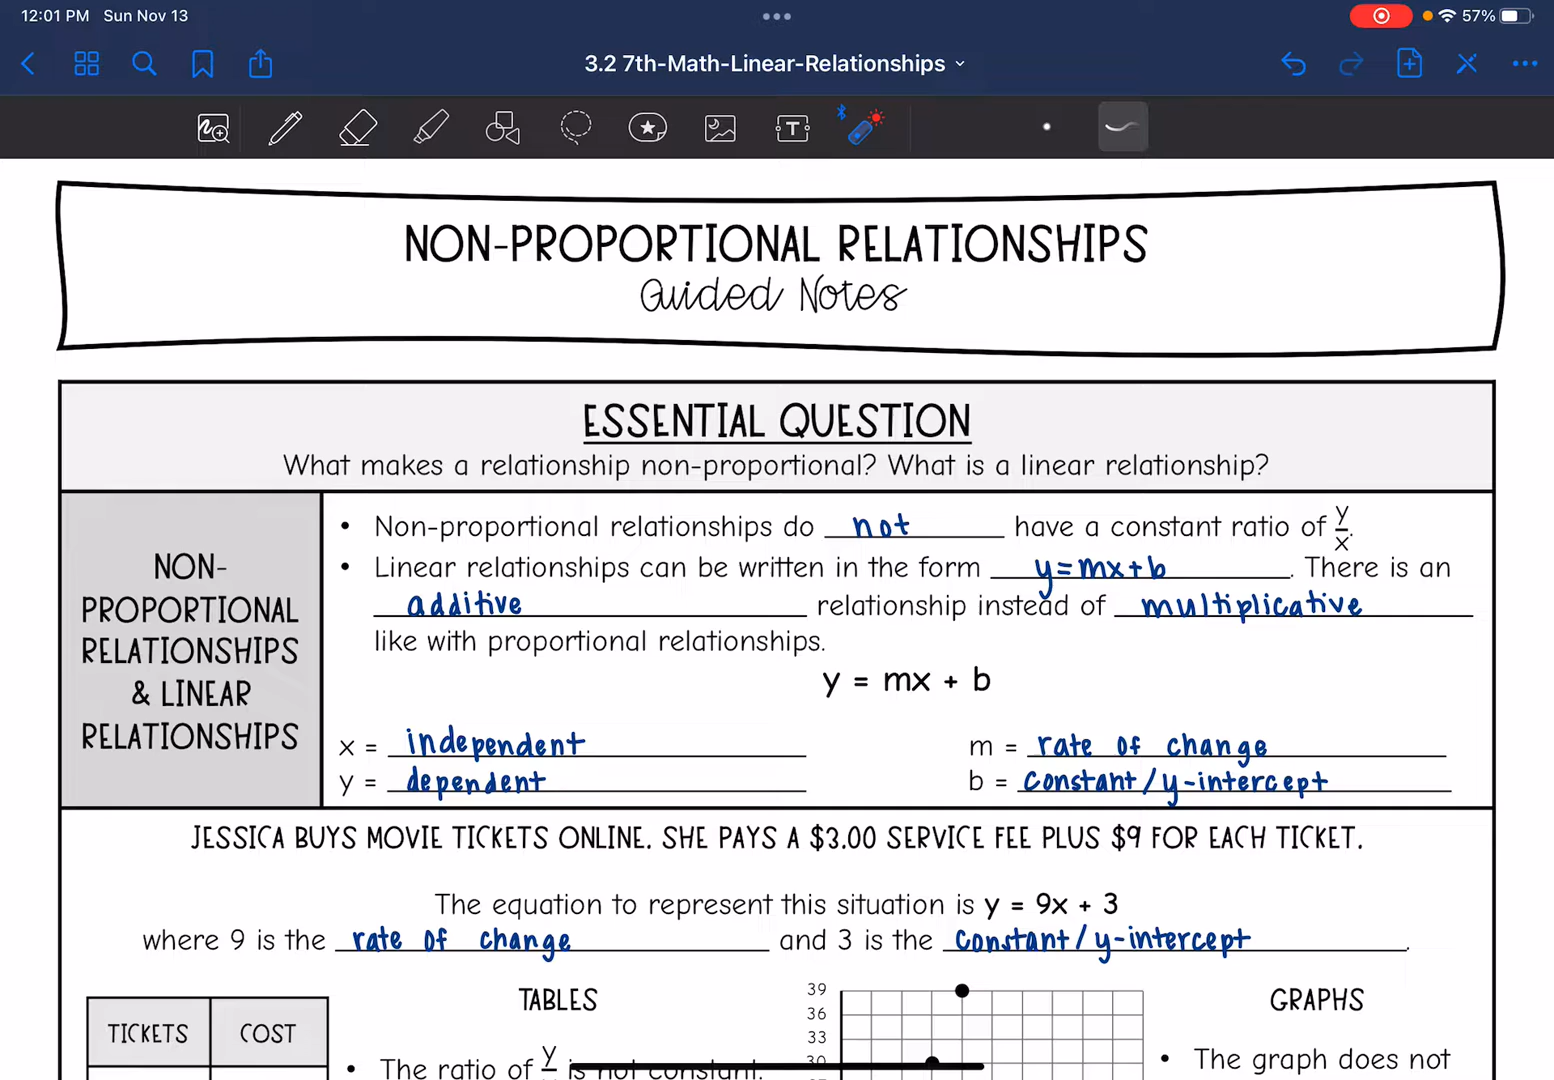 12:01 PM Sun Nov 13
57%
3.2 7th-Math-Linear-Relationships
T
NON-PROPORTIONAL RELATIONSHIPS
Guided Notes
ESSENTIAL QUESTION
What makes a relationship non-proportional? What is a linear relationship?
NON-
PROPORTIONAL
RELATIONSHIPS
& LINEAR
RELATIONSHIPS
• Non-proportional relationships do not have a constant ratio of y/x.
• Linear relationships can be written in the form y=mx+b. There is an
additive relationship instead of multiplicative
like with proportional relationships.
y = mx + b
x = independent
m = rate of change
y = dependent
b = constant/y-intercept
JESSICA BUYS MOVIE TICKETS ONLINE. SHE PAYS A $3.00 SERVICE FEE PLUS $9 FOR EACH TICKET.
The equation to represent this situation is y = 9x + 3
where 9 is the rate of change and 3 is the constant/y-intercept.
TICKETS COST
TABLES
• The ratio of y is not constant.
39
36
33
30
GRAPHS
• The graph does not